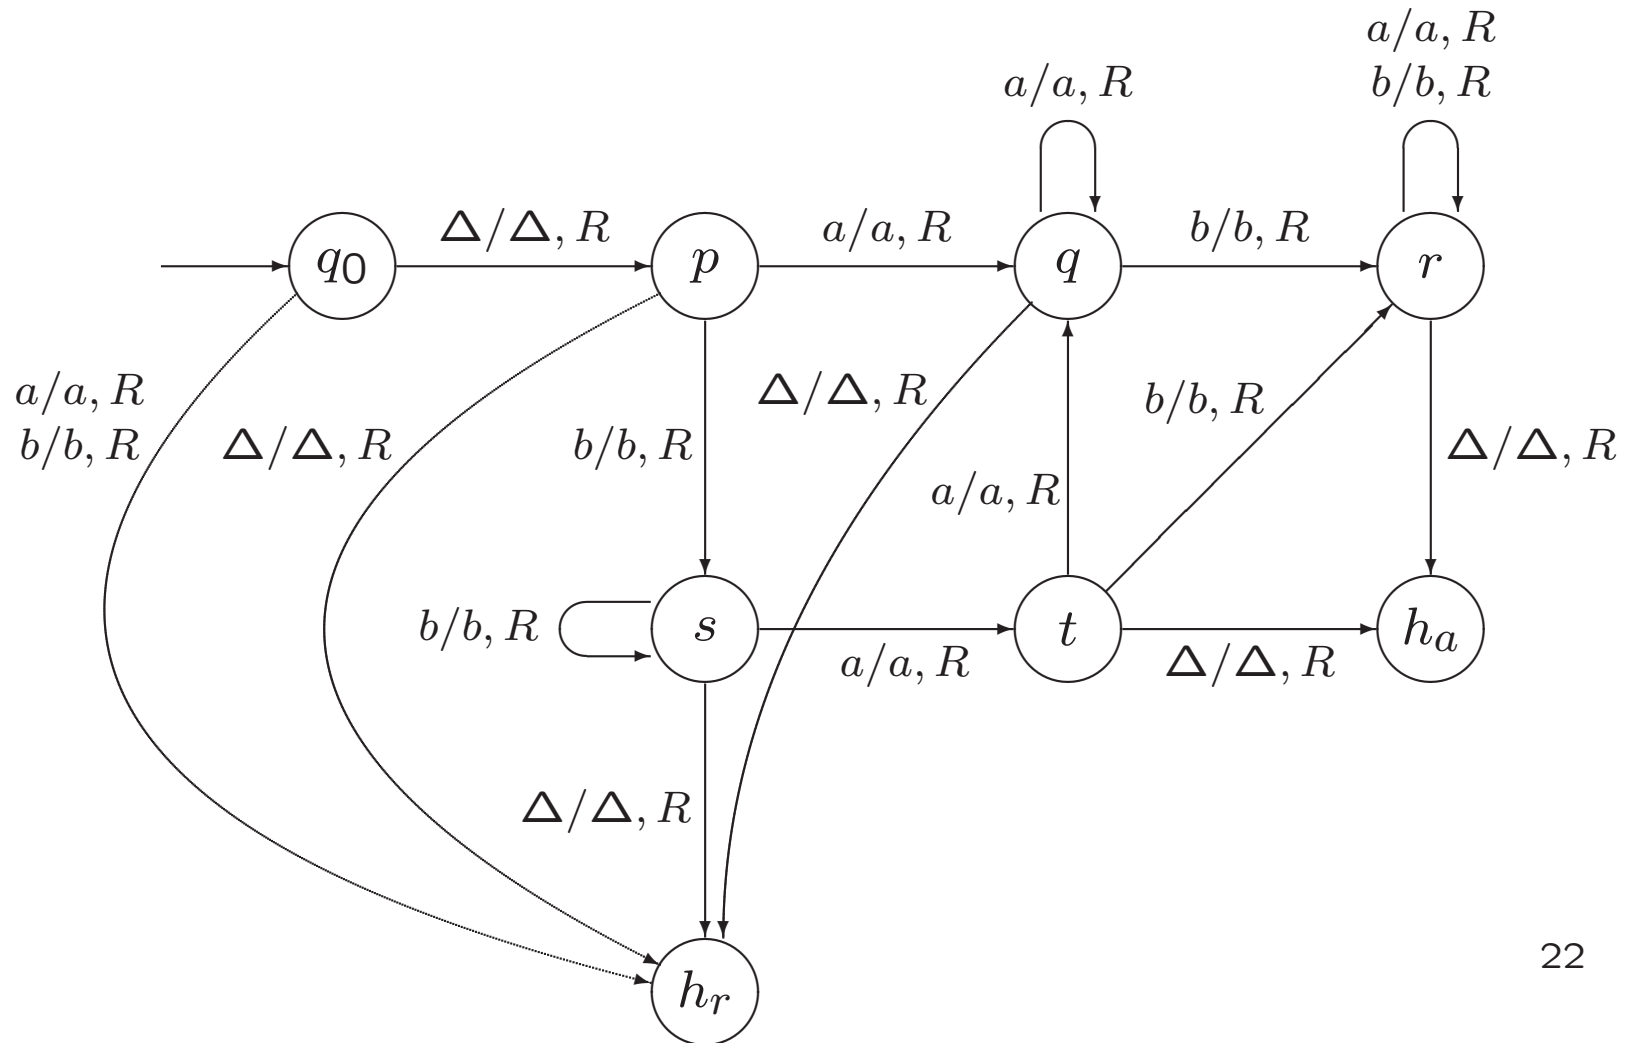 a/a, R
a/a, R
b/b, R
q0
Δ/Δ, R
p
a/a, R
q
b/b, R
r
a/a, R
b/b, R
Δ/Δ, R
b/b, R
Δ/Δ, R
a/a, R
b/b, R
Δ/Δ, R
b/b, R
s
a/a, R
t
Δ/Δ, R
ha
Δ/Δ, R
hr
22